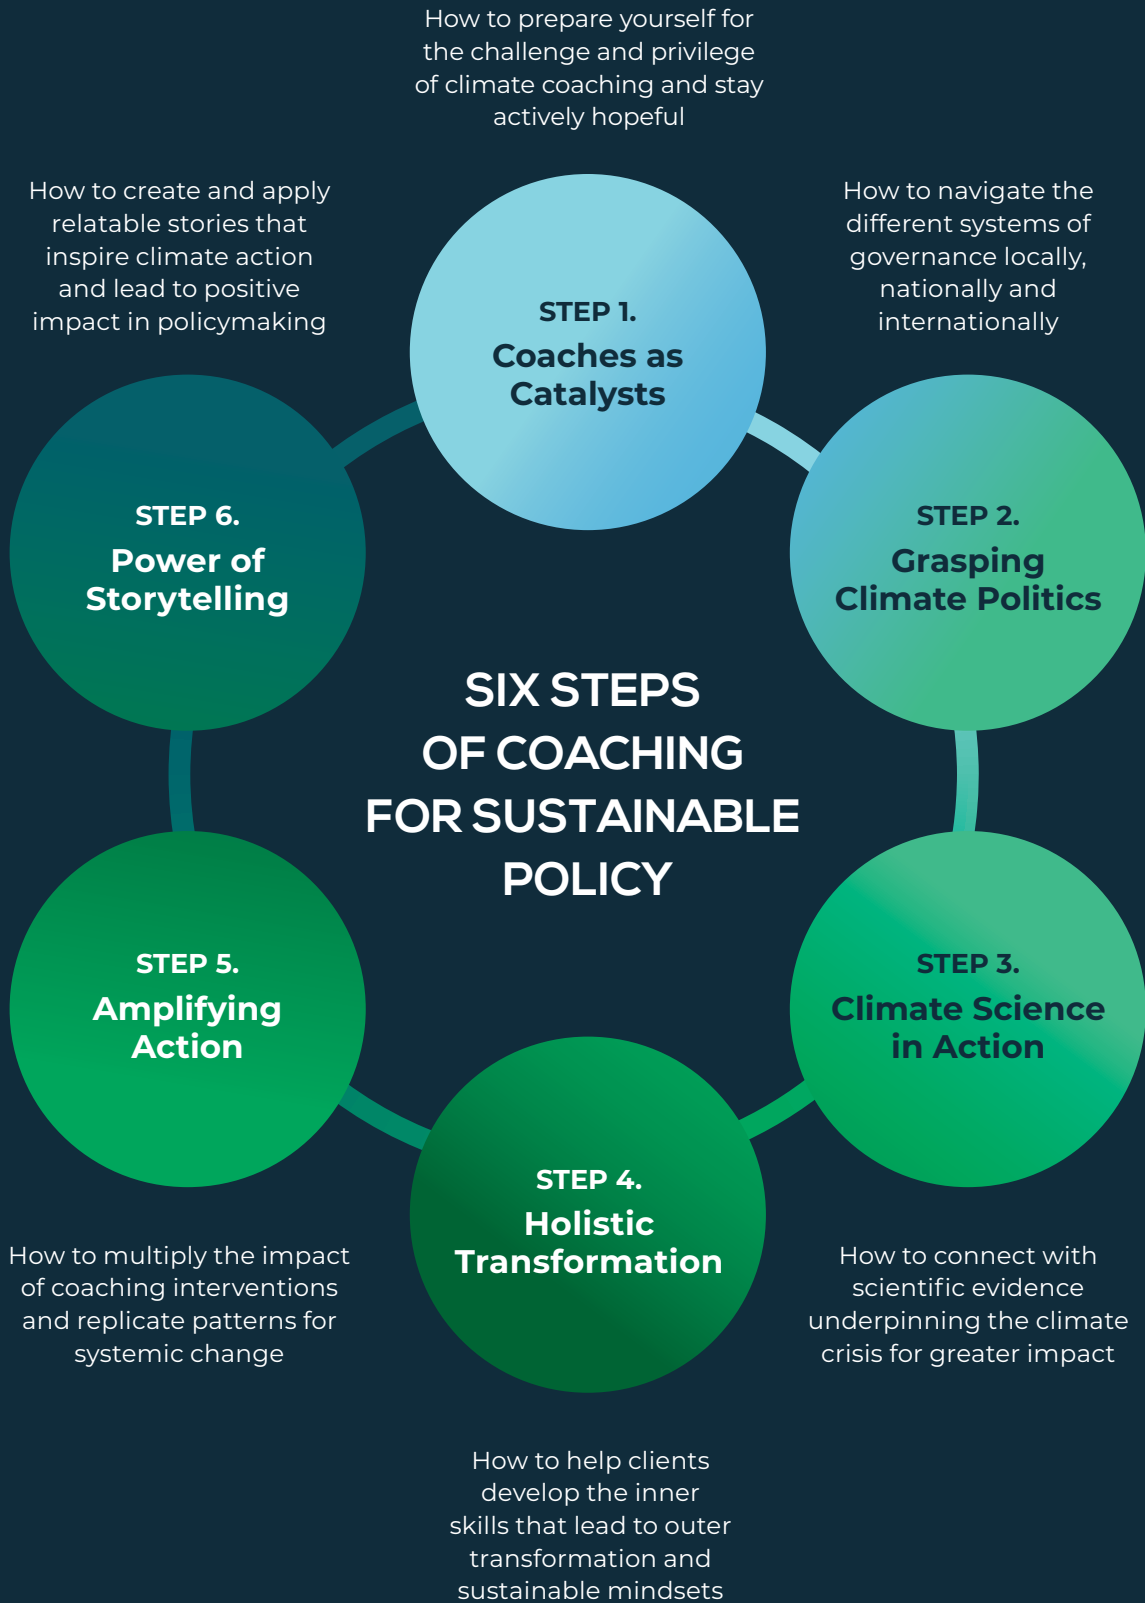 How to prepare yourself for
the challenge and privilege
of climate coaching and stay
actively hopeful
STEP 1.
Coaches as
Catalysts
How to navigate the
different systems of
governance locally,
nationally and
internationally
STEP 2.
Grasping
Climate Politics
STEP 3.
Climate Science
in Action
How to connect with
scientific evidence
underpinning the climate
crisis for greater impact
STEP 4.
Holistic
Transformation
How to help clients
develop the inner
skills that lead to outer
transformation and
sustainable mindsets
STEP 5.
Amplifying
Action
How to multiply the impact
of coaching interventions
and replicate patterns for
systemic change
How to create and apply
relatable stories that
inspire climate action
and lead to positive
impact in policymaking
STEP 6.
Power of
Storytelling
SIX STEPS
OF COACHING
FOR SUSTAINABLE
POLICY